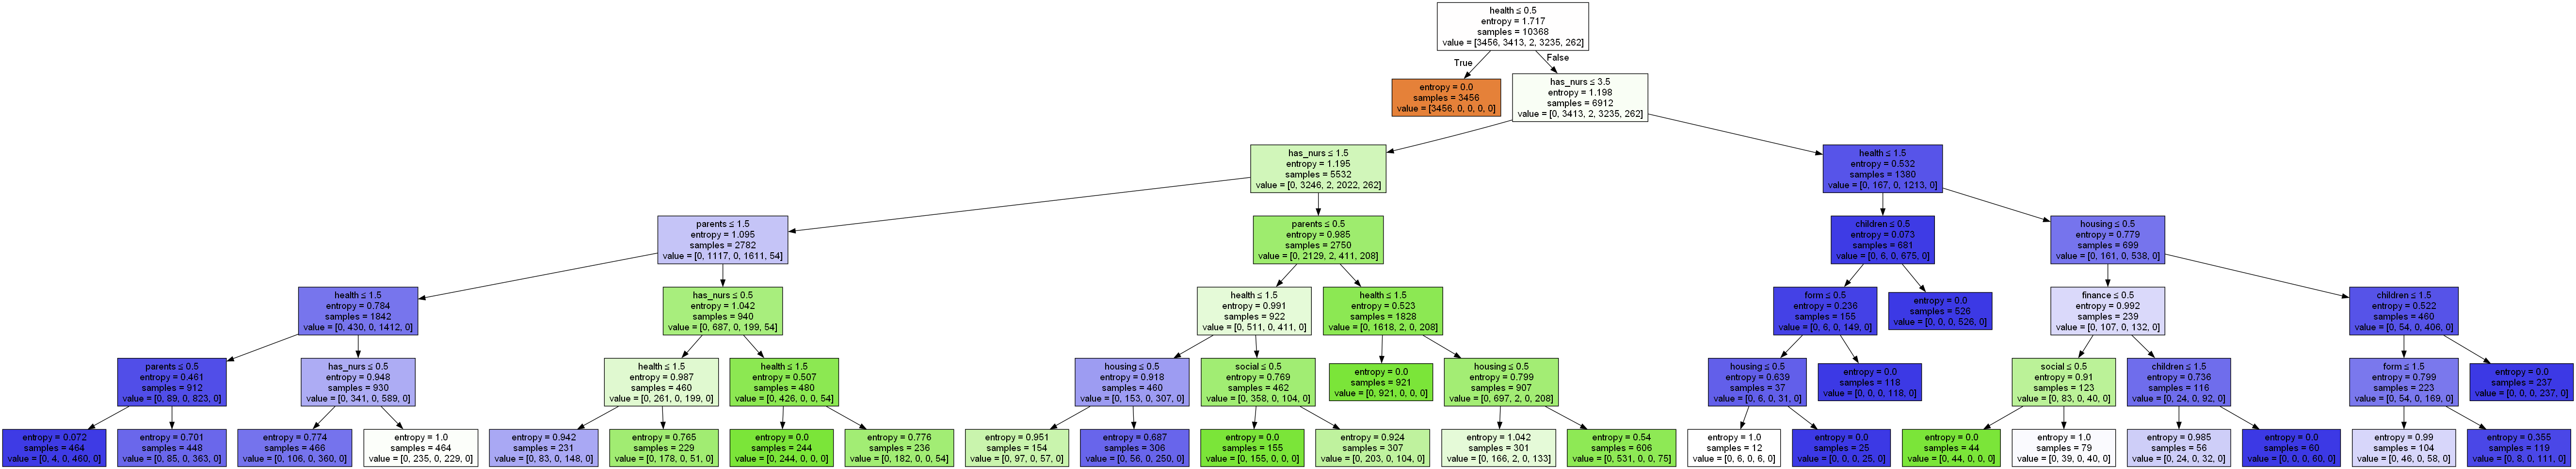 health ≤ 0.5
entropy = 1.717
samples = 10368
value = [3456, 3413, 2, 3235, 262]
True
False
entropy = 0.0
samples = 3456
value = [3456, 0, 0, 0, 0]
has_nurs ≤ 3.5
entropy = 1.198
samples = 6912
value = [0, 3413, 2, 3235, 262]
has_nurs ≤ 1.5
entropy = 1.195
samples = 5532
value = [0, 3246, 2, 2022, 262]
health ≤ 1.5
entropy = 0.532
samples = 1380
value = [0, 167, 0, 1213, 0]
parents ≤ 1.5
entropy = 1.095
samples = 2782
value = [0, 1117, 0, 1611, 54]
parents ≤ 0.5
entropy = 0.985
samples = 2750
value = [0, 2129, 2, 411, 208]
children ≤ 0.5
entropy = 0.073
samples = 681
value = [0, 6, 0, 675, 0]
housing ≤ 0.5
entropy = 0.779
samples = 699
value = [0, 161, 0, 538, 0]
health ≤ 1.5
entropy = 0.784
samples = 1842
value = [0, 430, 0, 1412, 0]
has_nurs ≤ 0.5
entropy = 1.042
samples = 940
value = [0, 687, 0, 199, 54]
health ≤ 1.5
entropy = 0.991
samples = 922
value = [0, 511, 0, 411, 0]
health ≤ 1.5
entropy = 0.523
samples = 1828
value = [0, 1618, 2, 0, 208]
form ≤ 0.5
entropy = 0.236
samples = 155
value = [0, 6, 0, 149, 0]
entropy = 0.0
samples = 526
value = [0, 0, 0, 526, 0]
finance ≤ 0.5
entropy = 0.992
samples = 239
value = [0, 107, 0, 132, 0]
children ≤ 1.5
entropy = 0.522
samples = 460
value = [0, 54, 0, 406, 0]
parents ≤ 0.5
entropy = 0.461
samples = 912
value = [0, 89, 0, 823, 0]
has_nurs ≤ 0.5
entropy = 0.948
samples = 930
value = [0, 341, 0, 589, 0]
health ≤ 1.5
entropy = 0.987
samples = 460
value = [0, 261, 0, 199, 0]
health ≤ 1.5
entropy = 0.507
samples = 480
value = [0, 426, 0, 0, 54]
housing ≤ 0.5
entropy = 0.918
samples = 460
value = [0, 153, 0, 307, 0]
social ≤ 0.5
entropy = 0.769
samples = 462
value = [0, 358, 0, 104, 0]
entropy = 0.0
samples = 921
value = [0, 921, 0, 0, 0]
housing ≤ 0.5
entropy = 0.799
samples = 907
value = [0, 697, 2, 0, 208]
housing ≤ 0.5
entropy = 0.639
samples = 37
value = [0, 6, 0, 31, 0]
entropy = 0.0
samples = 118
value = [0, 0, 0, 118, 0]
social ≤ 0.5
entropy = 0.91
samples = 123
value = [0, 83, 0, 40, 0]
children ≤ 1.5
entropy = 0.736
samples = 116
value = [0, 24, 0, 92, 0]
form ≤ 1.5
entropy = 0.799
samples = 223
value = [0, 54, 0, 169, 0]
entropy = 0.0
samples = 237
value = [0, 0, 0, 237, 0]
entropy = 0.072
samples = 464
value = [0, 4, 0, 460, 0]
entropy = 0.701
samples = 448
value = [0, 85, 0, 363, 0]
entropy = 0.774
samples = 466
value = [0, 106, 0, 360, 0]
entropy = 1.0
samples = 464
value = [0, 235, 0, 229, 0]
entropy = 0.942
samples = 231
value = [0, 83, 0, 148, 0]
entropy = 0.765
samples = 229
value = [0, 178, 0, 51, 0]
entropy = 0.0
samples = 244
value = [0, 244, 0, 0, 0]
entropy = 0.776
samples = 236
value = [0, 182, 0, 0, 54]
entropy = 0.951
samples = 154
value = [0, 97, 0, 57, 0]
entropy = 0.687
samples = 306
value = [0, 56, 0, 250, 0]
entropy = 0.0
samples = 155
value = [0, 155, 0, 0, 0]
entropy = 0.924
samples = 307
value = [0, 203, 0, 104, 0]
entropy = 1.042
samples = 301
value = [0, 166, 2, 0, 133]
entropy = 0.54
samples = 606
value = [0, 531, 0, 0, 75]
entropy = 1.0
samples = 12
value = [0, 6, 0, 6, 0]
entropy = 0.0
samples = 25
value = [0, 0, 0, 25, 0]
entropy = 0.0
samples = 44
value = [0, 44, 0, 0, 0]
entropy = 1.0
samples = 79
value = [0, 39, 0, 40, 0]
entropy = 0.985
samples = 56
value = [0, 24, 0, 32, 0]
entropy = 0.0
samples = 60
value = [0, 0, 0, 60, 0]
entropy = 0.99
samples = 104
value = [0, 46, 0, 58, 0]
entropy = 0.355
samples = 119
value = [0, 8, 0, 111, 0]